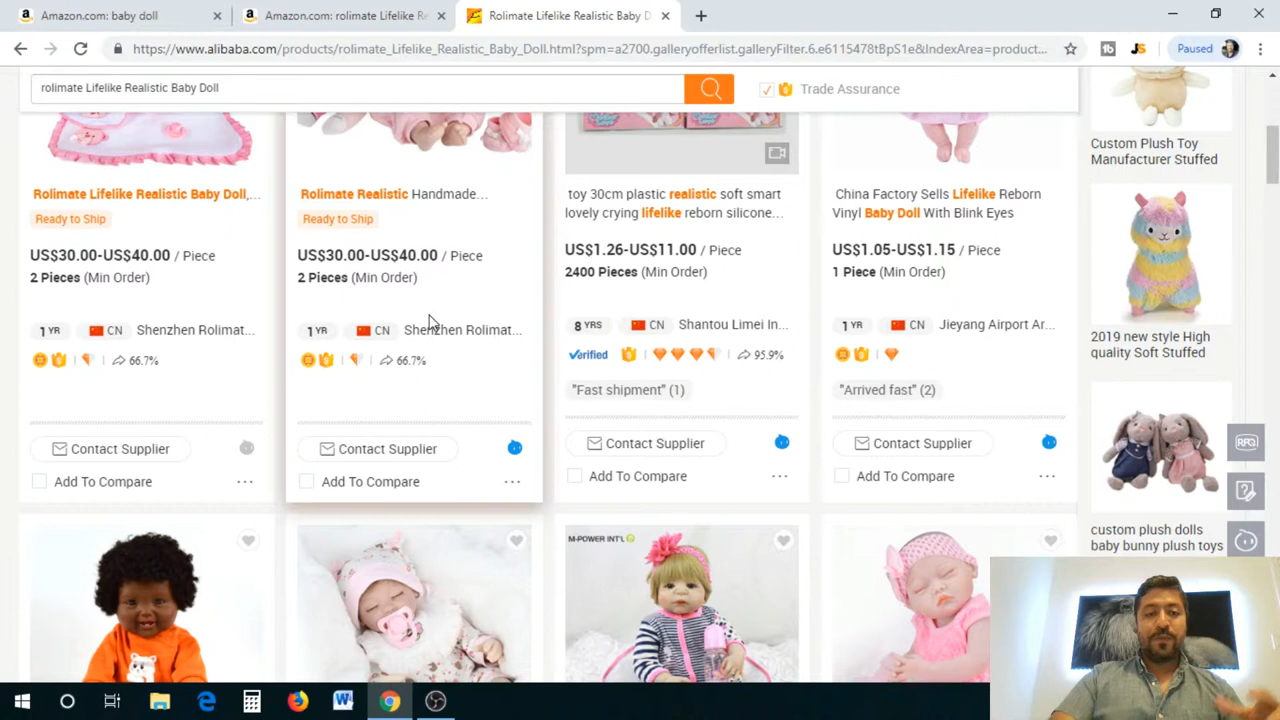 Amazon.com: baby doll
Amazon.com: rolimate Lifelike Re
Rolimate Lifelike Realistic Baby D
https://www.alibaba.com/products/rolimate_Lifelike_Realistic_Baby_Doll.html?spm=a2700.galleryofferlist.galleryFilter.6.e6115478tBpS1e&IndexArea=product...
Paused
rolimate Lifelike Realistic Baby Doll
Trade Assurance
Rolimate Lifelike Realistic Baby Doll,...
Ready to Ship
US$30.00-US$40.00 / Piece
2 Pieces (Min Order)
1 YR CN Shenzhen Rolimat...
66.7%
Contact Supplier
Add To Compare
Rolimate Realistic Handmade...
Ready to Ship
US$30.00-US$40.00 / Piece
2 Pieces (Min Order)
1 YR CN Shenzhen Rolimat...
66.7%
Contact Supplier
Add To Compare
toy 30cm plastic realistic soft smart
lovely crying lifelike reborn silicone...
US$1.26-US$11.00 / Piece
2400 Pieces (Min Order)
8 YRS CN Shantou Limei In...
Verified 95.9%
"Fast shipment" (1)
Contact Supplier
Add To Compare
China Factory Sells Lifelike Reborn
Vinyl Baby Doll With Blink Eyes
US$1.05-US$1.15 / Piece
1 Piece (Min Order)
1 YR CN Jieyang Airport Ar...
"Arrived fast" (2)
Contact Supplier
Add To Compare
Custom Plush Toy
Manufacturer Stuffed
2019 new style High
quality Soft Stuffed
custom plush dolls
baby bunny plush toys
RFQ
M-POWER INT'L